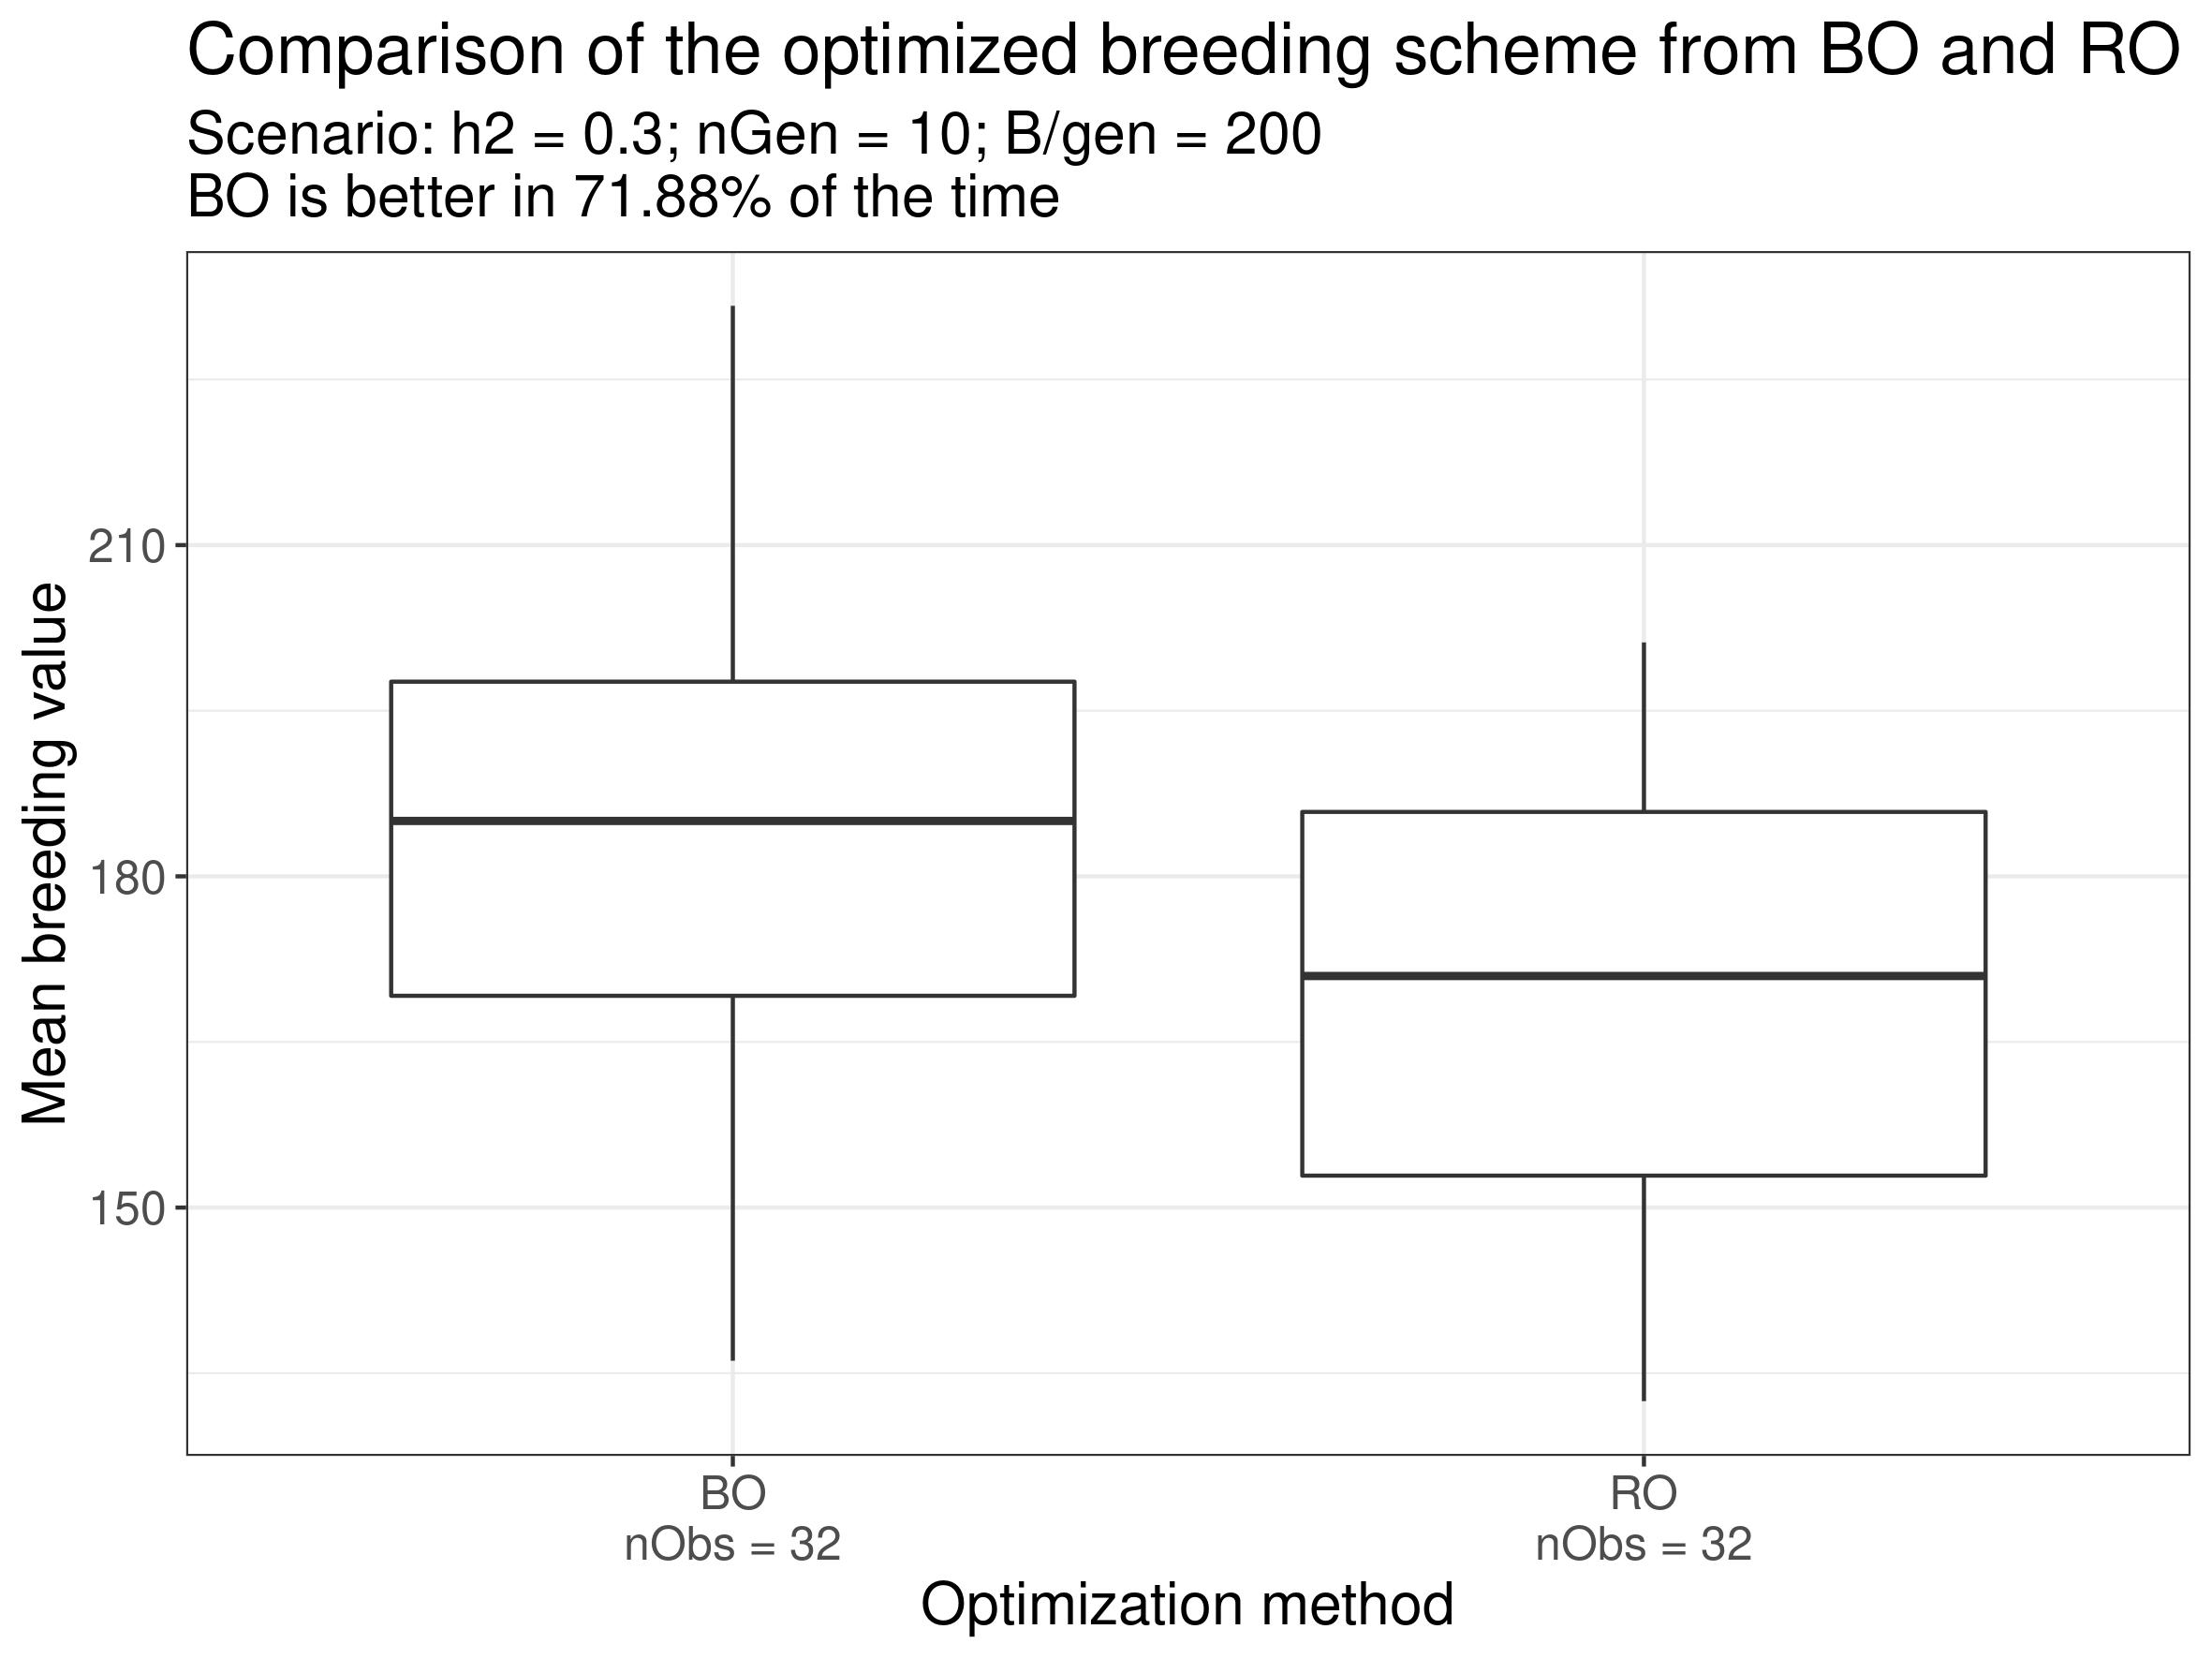 Comparison of the optimized breeding scheme from BO and RO
Scenario: h2 = 0.3; nGen = 10; B/gen = 200
BO is better in 71.88% of the time
Mean breeding value
210
180
150
BO
nObs = 32
RO
nObs = 32
Optimization method